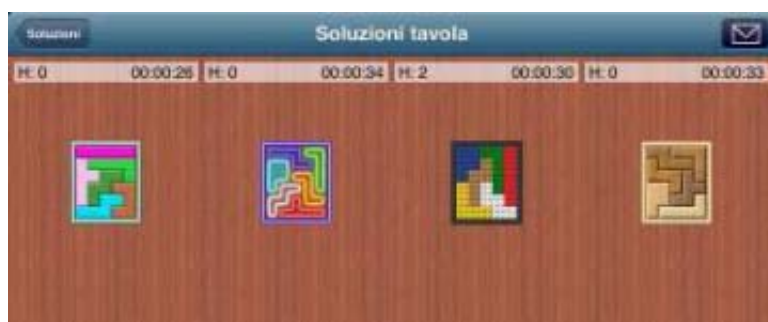 Soluzioni
Soluzioni tavola
H: 0 00:00:26
H: 0 00:00:34
H: 2 00:00:30
H: 0 00:00:33